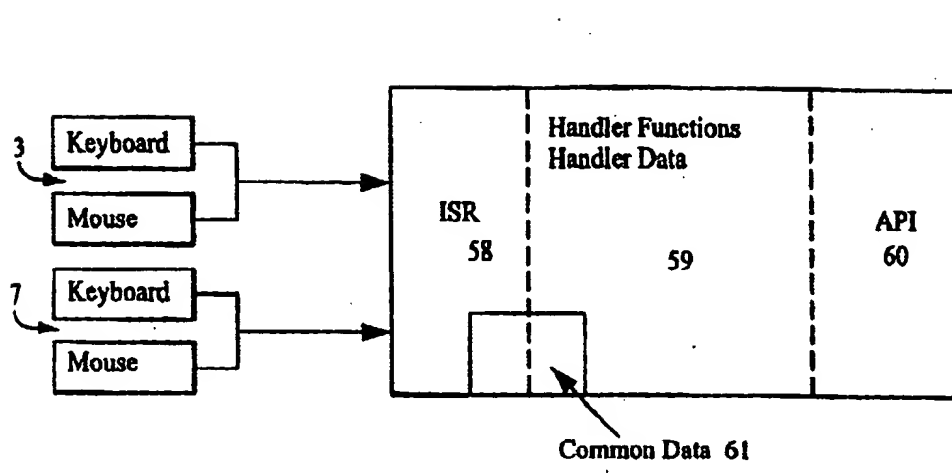 3
Keyboard
Mouse
7
Keyboard
Mouse
ISR
58
Handler Functions
Handler Data
59
API
60
Common Data 61